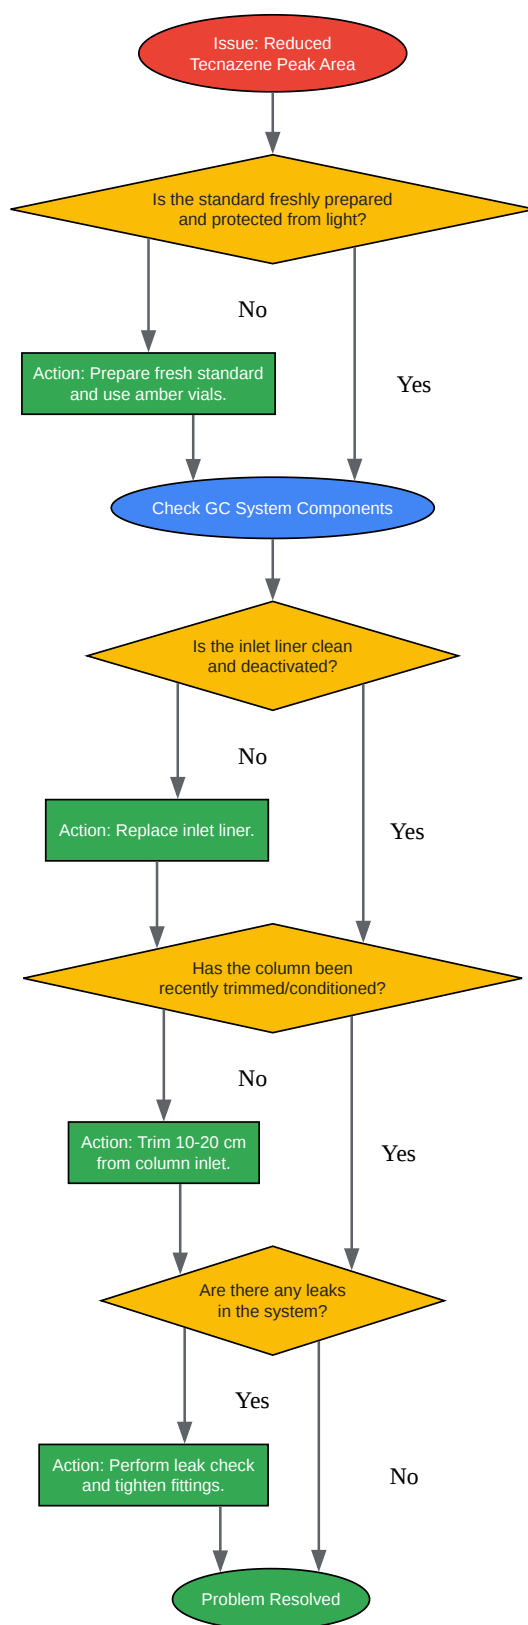 Issue: Reduced
Tecnazene Peak Area
Is the standard freshly prepared
and protected from light?
No
Action: Prepare fresh standard
and use amber vials.
Yes
Check GC System Components
Is the inlet liner clean
and deactivated?
No
Action: Replace inlet liner.
Yes
Has the column been
recently trimmed/conditioned?
No
Action: Trim 10-20 cm
from column inlet.
Yes
Are there any leaks
in the system?
Yes
Action: Perform leak check
and tighten fittings.
No
Problem Resolved